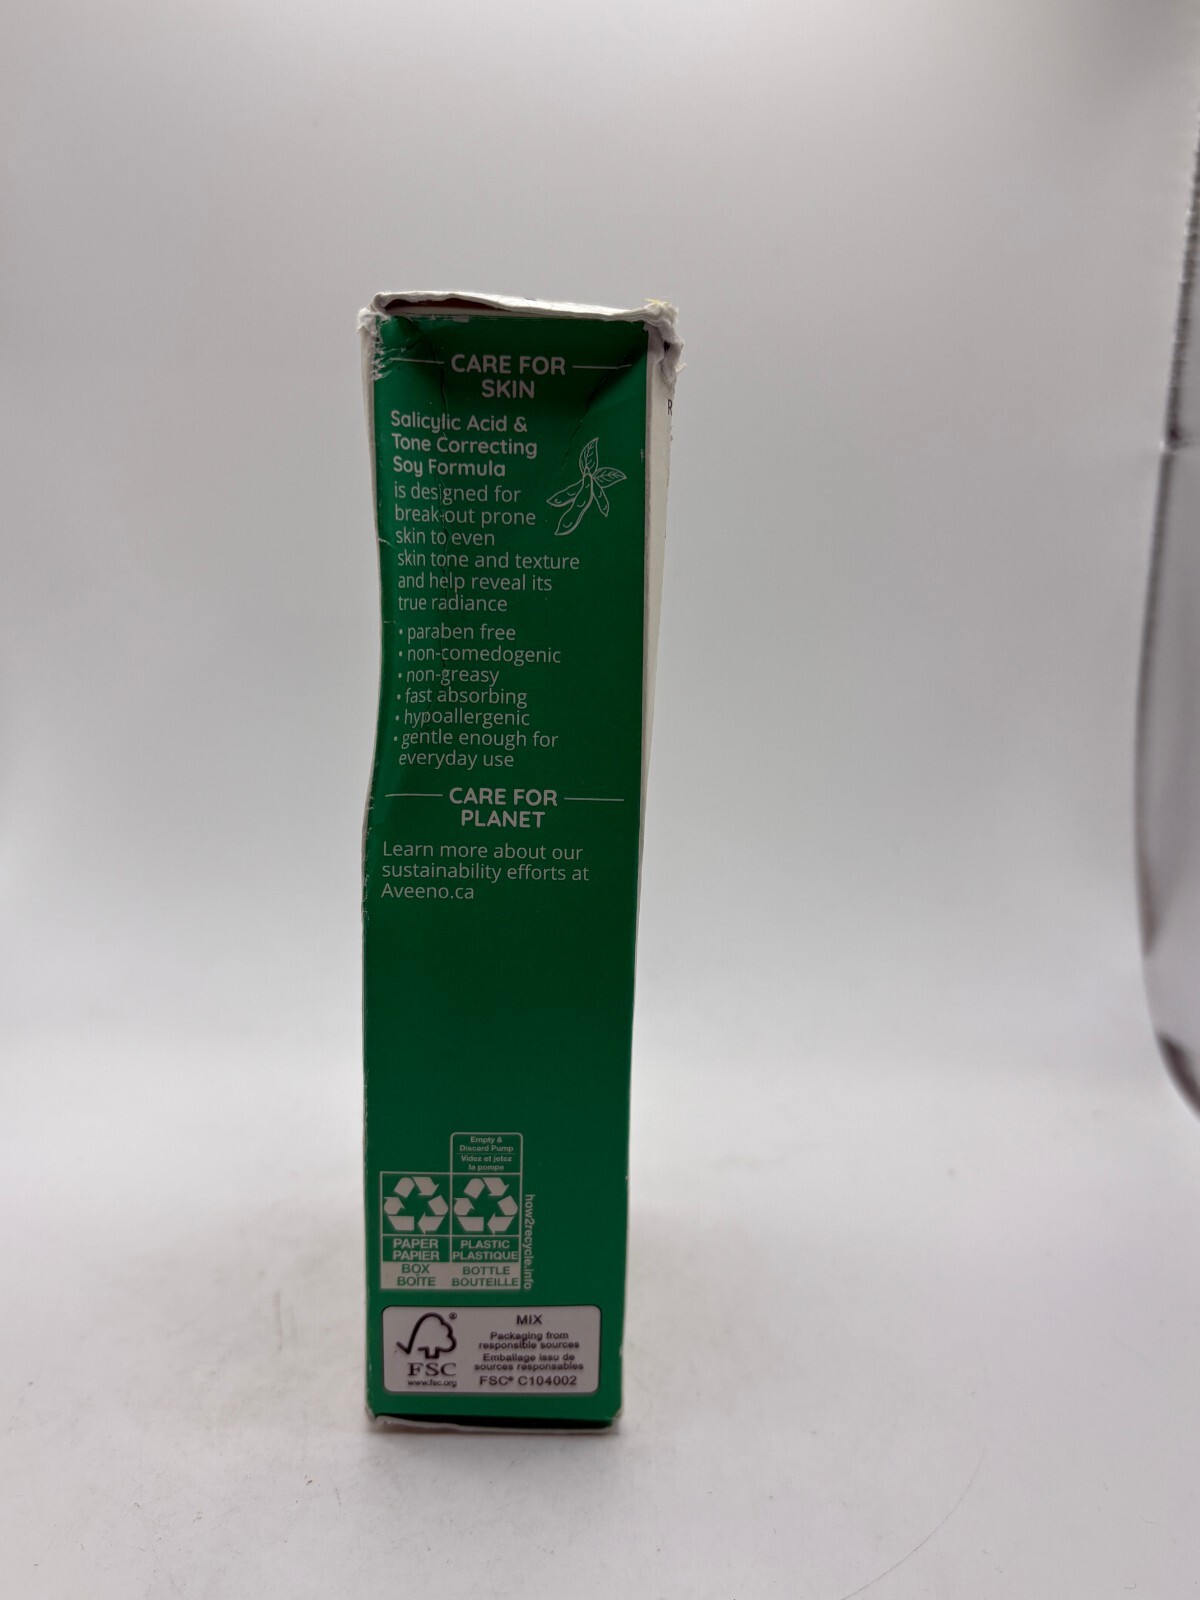 CARE FOR
SKIN
Salicylic Acid &
Tone Correcting
Soy Formula
is designed for
break-out prone
skin to even
skin tone and texture
and help reveal its
true radiance
• paraben free
• non-comedogenic
• non-greasy
• fast absorbing
• hypoallergenic
• gentle enough for
everyday use
CARE FOR
PLANET
Learn more about our
sustainability efforts at
Aveeno.ca
Empty &
Discard Pump
Videz et jetez
la pompe
PAPER
PAPIER
BOX
BOÎTE
PLASTIC
PLASTIQUE
BOTTLE
BOUTEILLE
how2recycle.info
FSC
www.fsc.org
MIX
Packaging from
responsible sources
Emballage issu de
sources responsables
FSC® C104002
R